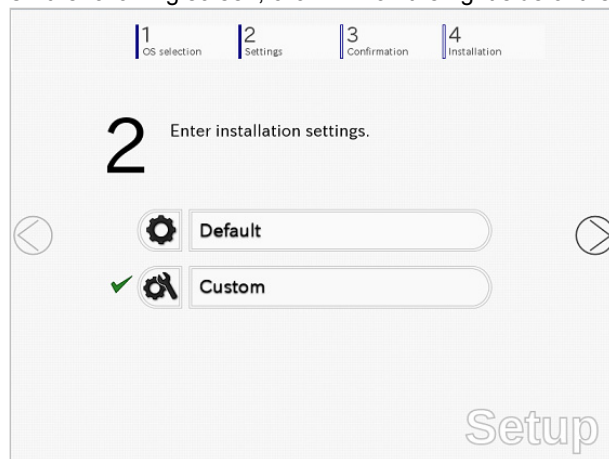 1
OS selection
2
Settings
3
Confirmation
4
Installation
2
Enter installation settings.
Default
Custom
Setup